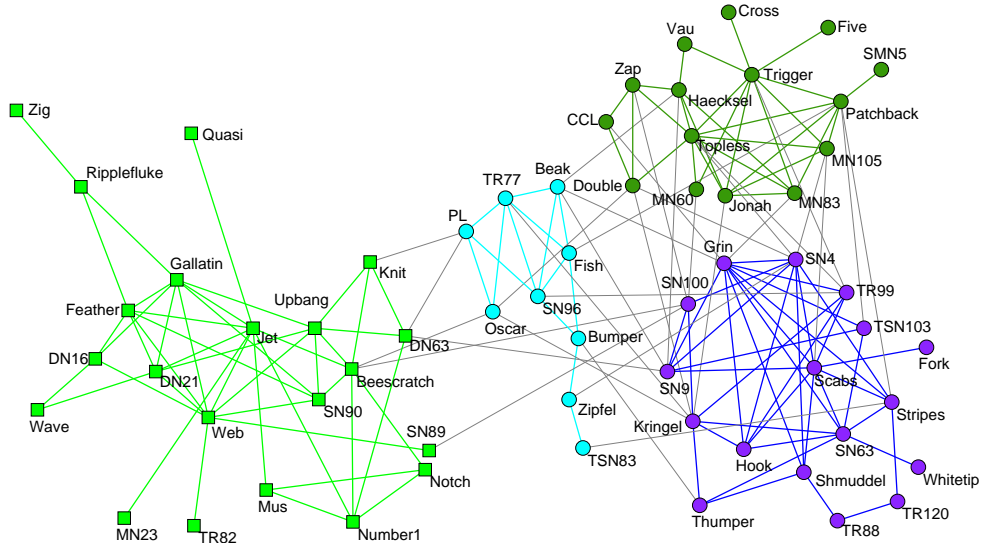 Cross
Five
Vau
SMN5
Zap
Trigger
Zig
Haecksel
Patchback
CCL
Quasi
Topless
MN105
Beak
Ripplefluke
TR77
Double
MN60
Jonah
MN83
PL
Grin
Gallatin
Knit
Fish
SN4
SN100
TR99
Feather
Upbang
SN96
Oscar
Jet
DN63
Bumper
TSN103
DN16
DN21
Beescratch
SN9
Scabs
Fork
SN90
Zipfel
Wave
Web
Kringel
Stripes
SN89
TSN83
SN63
Hook
Notch
Shmuddel
Whitetip
Mus
Thumper
TR120
MN23
TR82
Number1
TR88